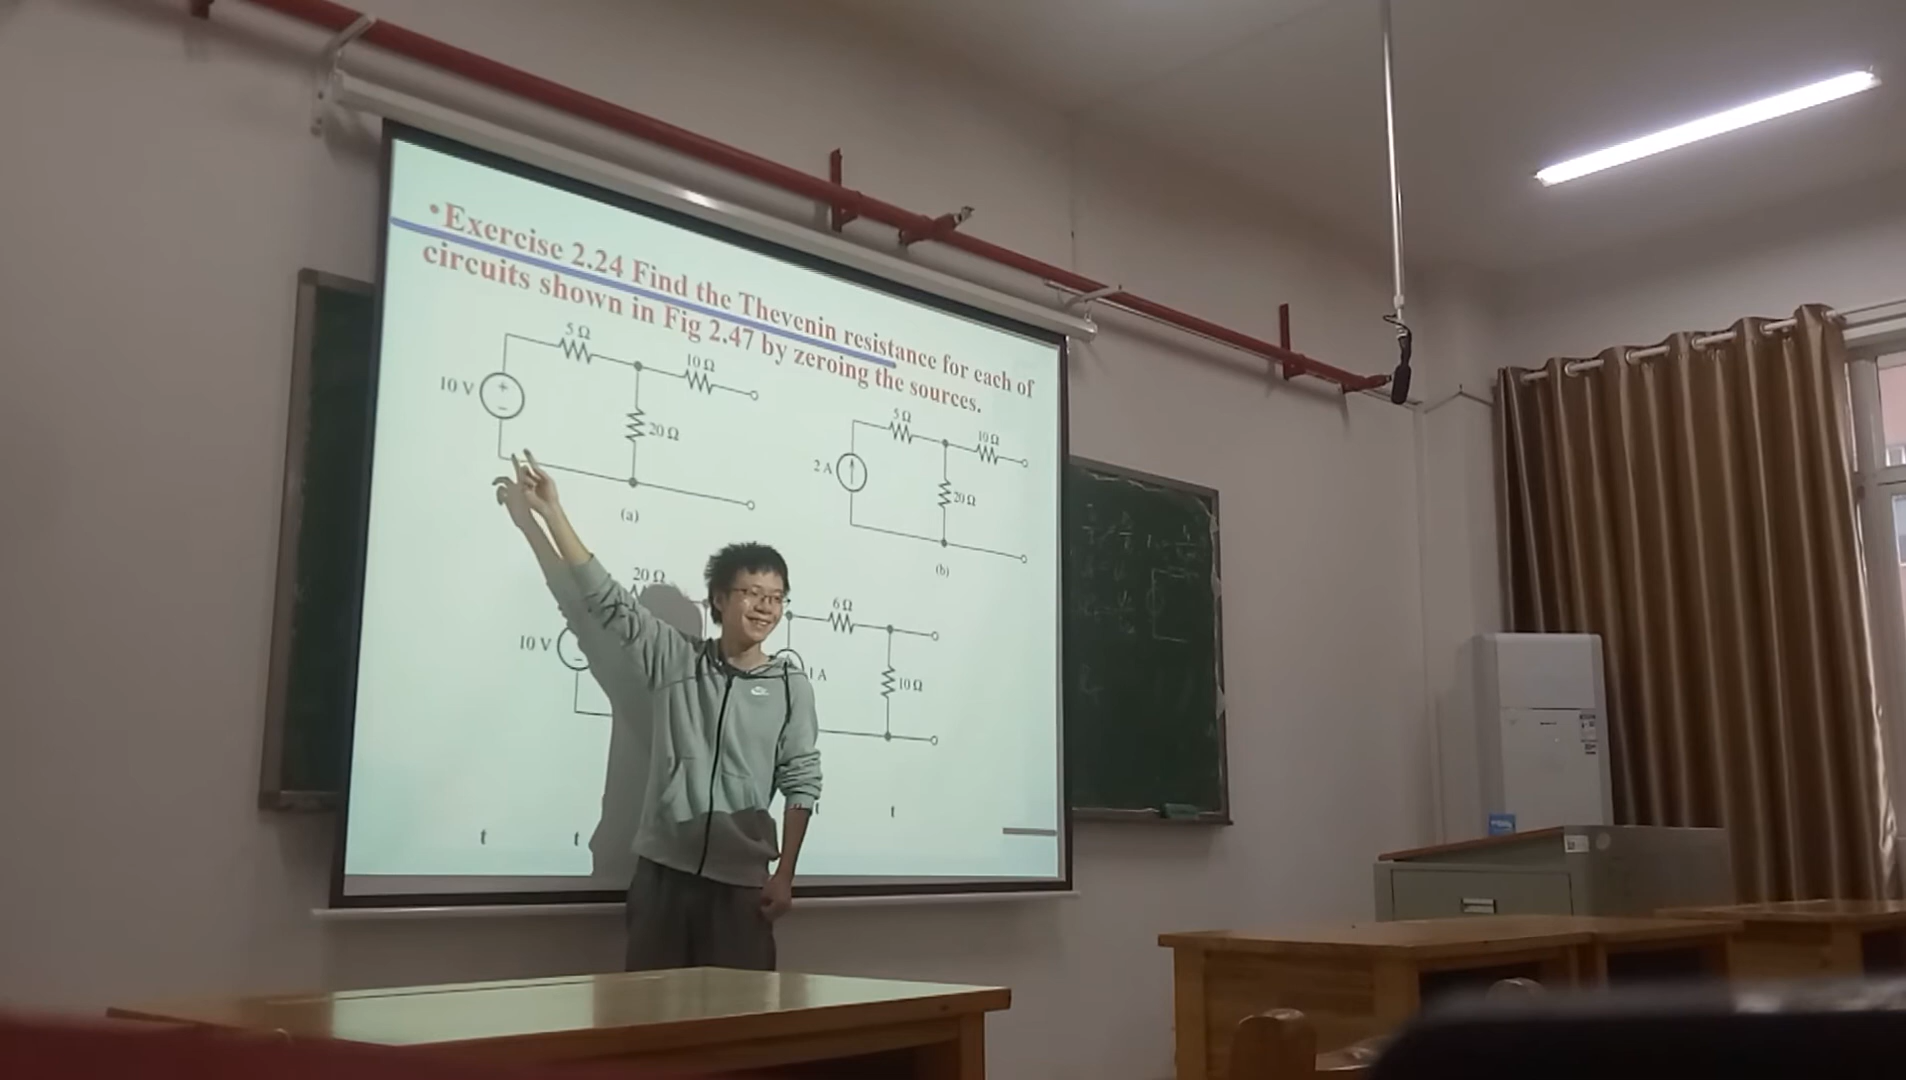 •Exercise 2.24 Find the Thevenin resistance for each of
circuits shown in Fig 2.47 by zeroing the sources.
5 Ω
10 Ω
10 V
+
−
20 Ω
(a)
5 Ω
10 Ω
2 A
20 Ω
(b)
20 Ω
10 V
−
6 Ω
1 A
10 Ω
t
t
t
t